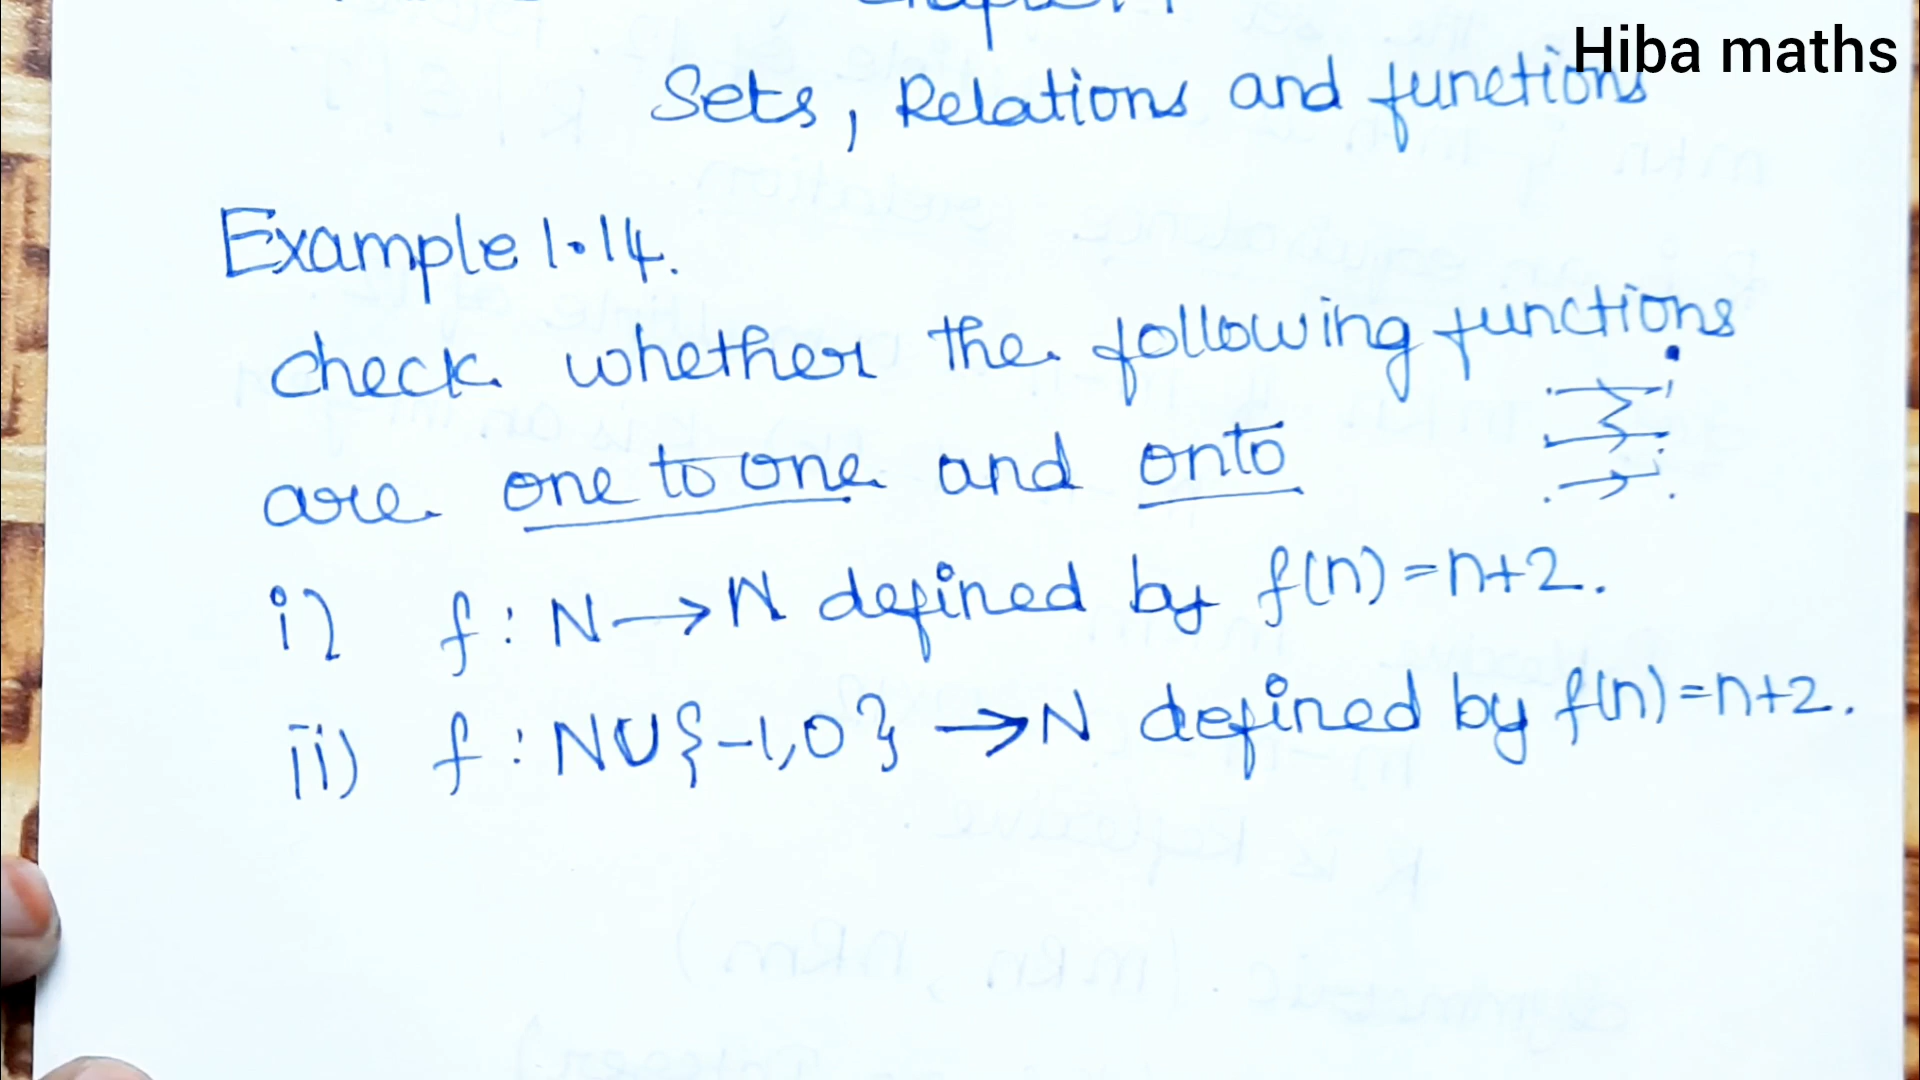 Hiba maths
Sets, Relations and functions
Example 1.14.
check whether the following functions
are one to one and onto
i) f : N → N defined by f(n) = n+2.
ii) f : N ∪ {-1, 0} → N defined by f(n) = n+2.